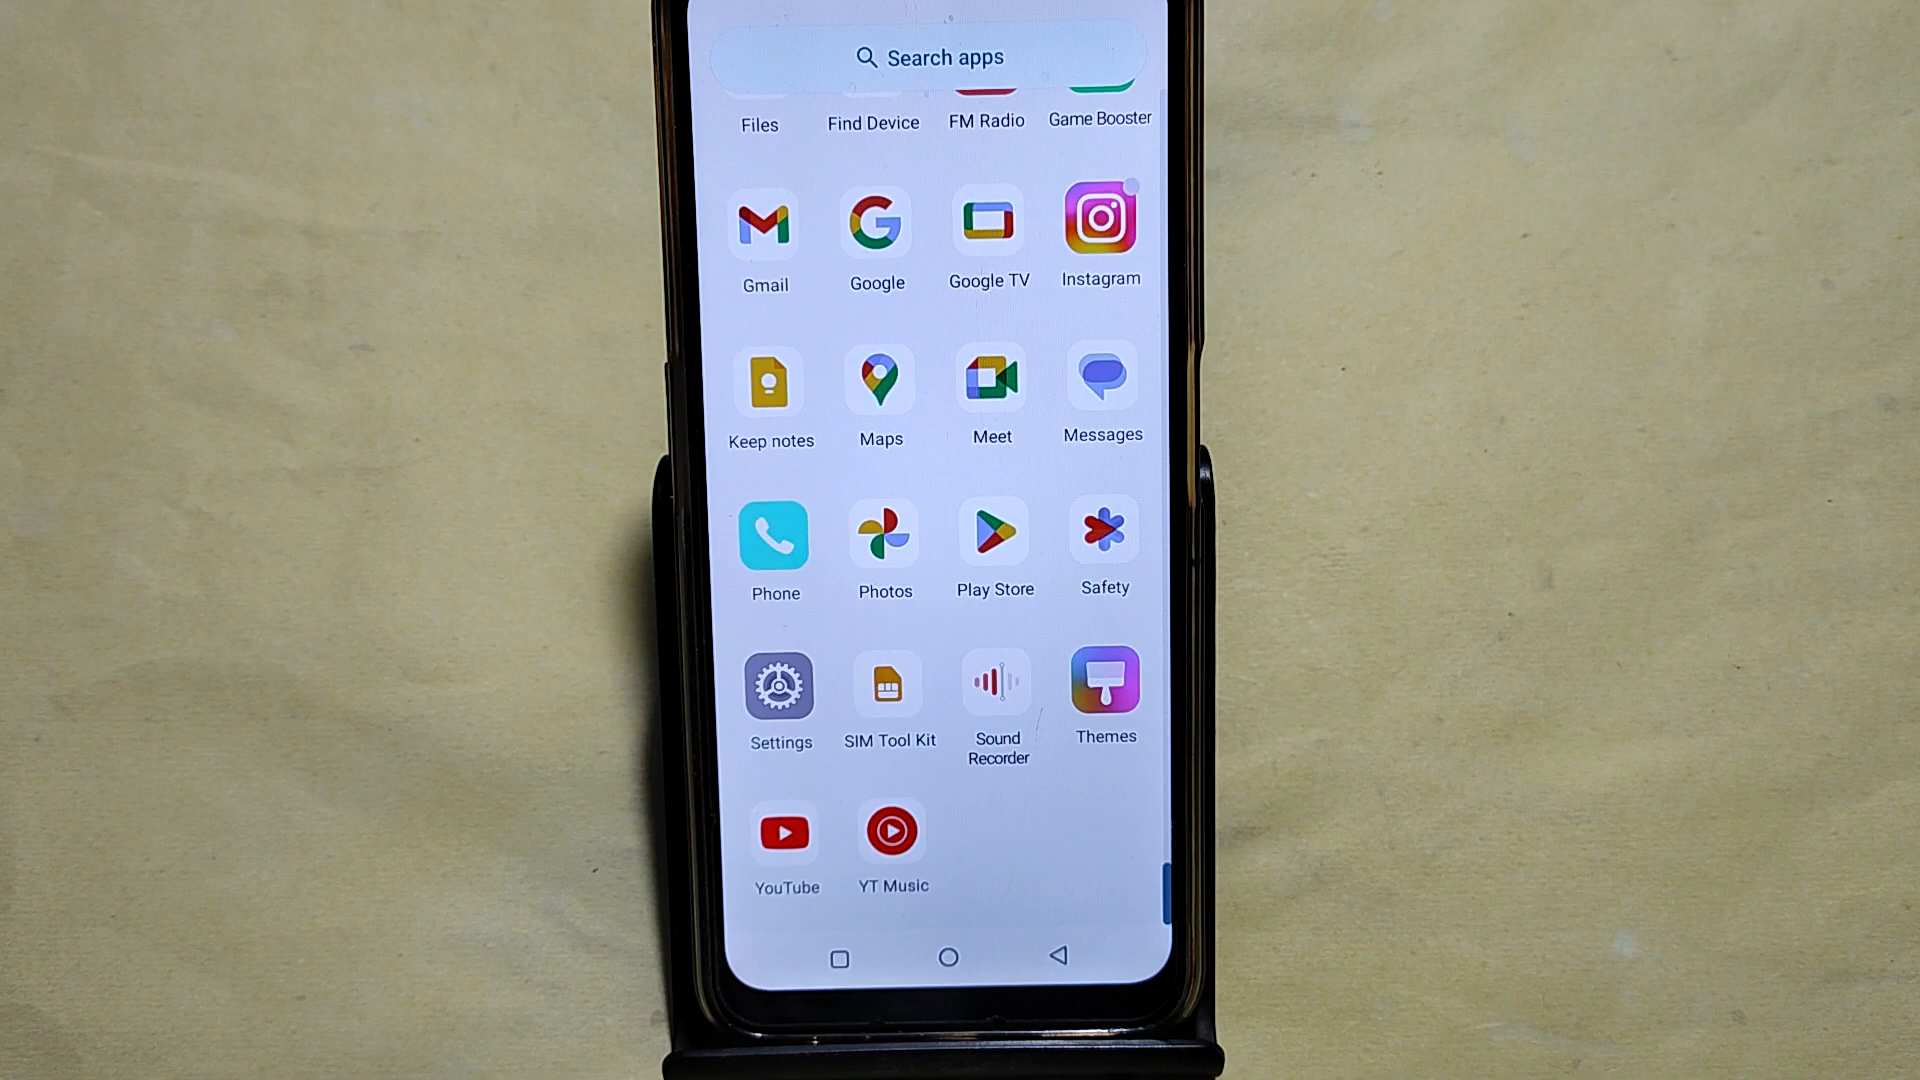 Search apps
Files Find Device FM Radio Game Booster
Gmail Google Google TV Instagram
Keep notes Maps Meet Messages
Phone Photos Play Store Safety
Settings SIM Tool Kit Sound Recorder Themes
YouTube YT Music